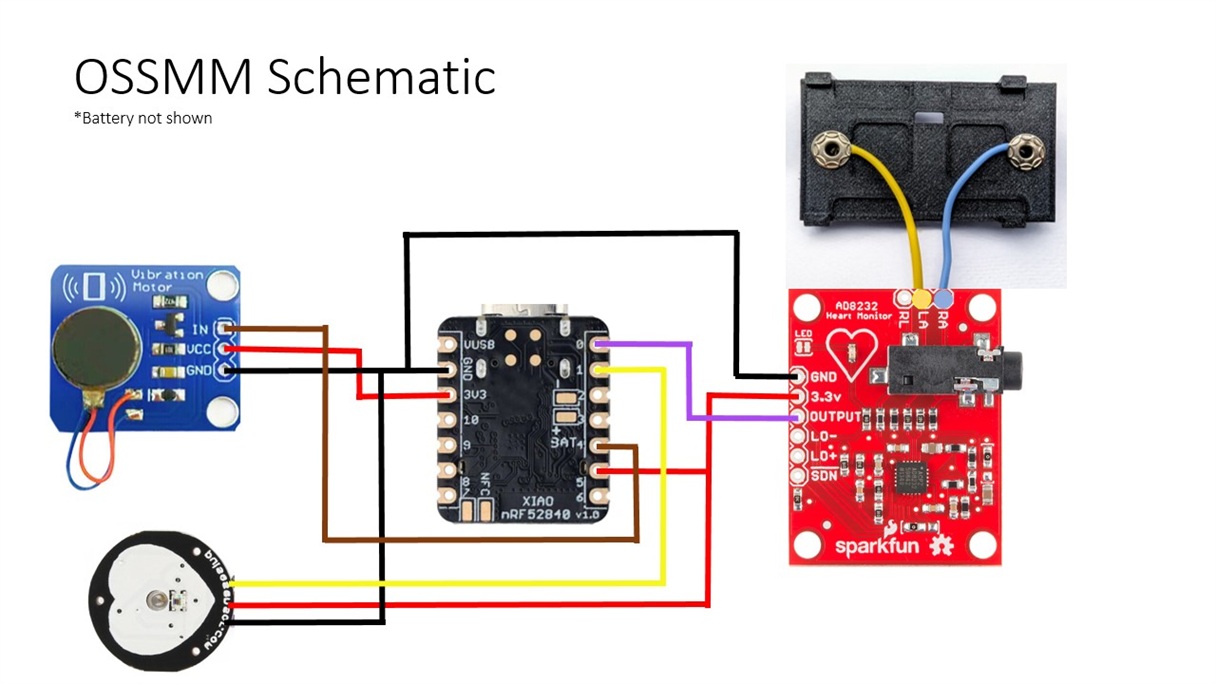 OSSMM Schematic
*Battery not shown
Vibration
Motor
IN
VCC
GND
VUSB
GND
3V3
10
9
8
7
NFC
0
1
2
3
+
BAT
4
5
6
XIAO
nRF52840 v1.0
RL
LA
RA
AD8232
Heart Monitor
LED
GND
3.3v
OUTPUT
LO-
LO+
SDN
sparkfun